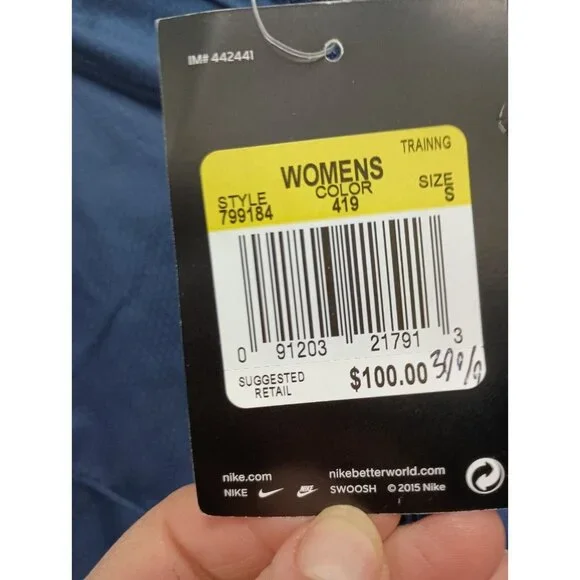 IM# 442441
TRAINNG
WOMENS
STYLE COLOR SIZE
799184 419 S
0 91203 21791 3
SUGGESTED RETAIL $100.00
nike.com nikebetterworld.com
NIKE SWOOSH © 2015 Nike